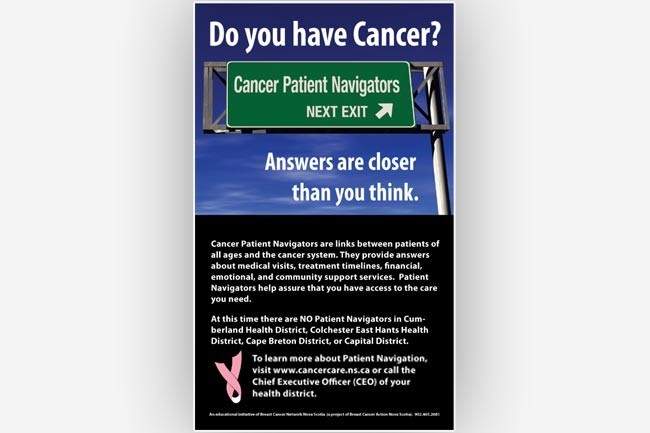 Do you have Cancer?
Cancer Patient Navigators
NEXT EXIT
Answers are closer
than you think.
Cancer Patient Navigators are links between patients of
all ages and the cancer system. They provide answers
about medical visits, treatment timelines, financial,
emotional, and community support services. Patient
Navigators help assure that you have access to the care
you need.
At this time there are NO Patient Navigators in Cum-
berland Health District, Colchester East Hants Health
District, Cape Breton District, or Capital District.
To learn more about Patient Navigation,
visit www.cancercare.ns.ca or call the
Chief Executive Officer (CEO) of your
health district.
An educational initiative of Breast Cancer Network Nova Scotia (a project of Breast Cancer Action Nova Scotia). 902.465.2685